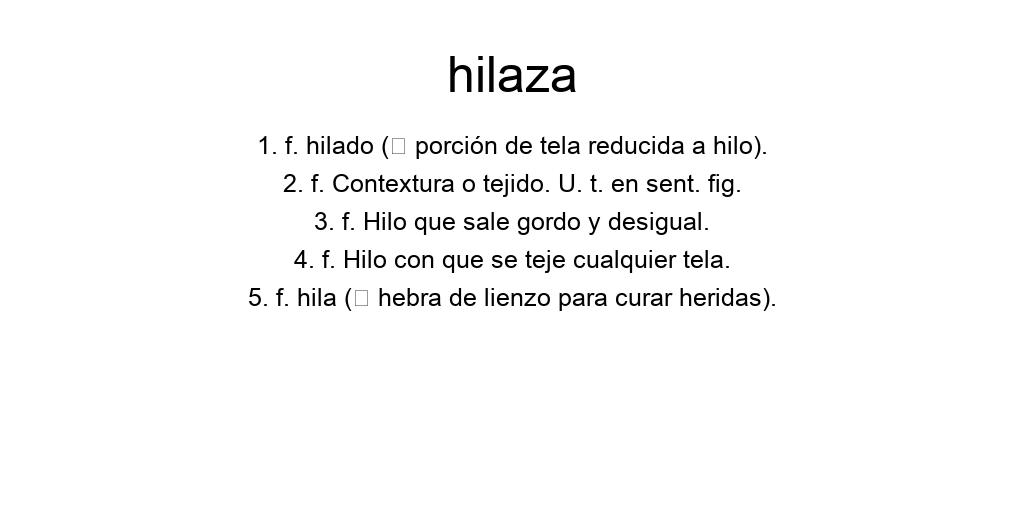 hilaza
1. f. hilado (□ porción de tela reducida a hilo).
2. f. Contextura o tejido. U. t. en sent. fig.
3. f. Hilo que sale gordo y desigual.
4. f. Hilo con que se teje cualquier tela.
5. f. hila (□ hebra de lienzo para curar heridas).